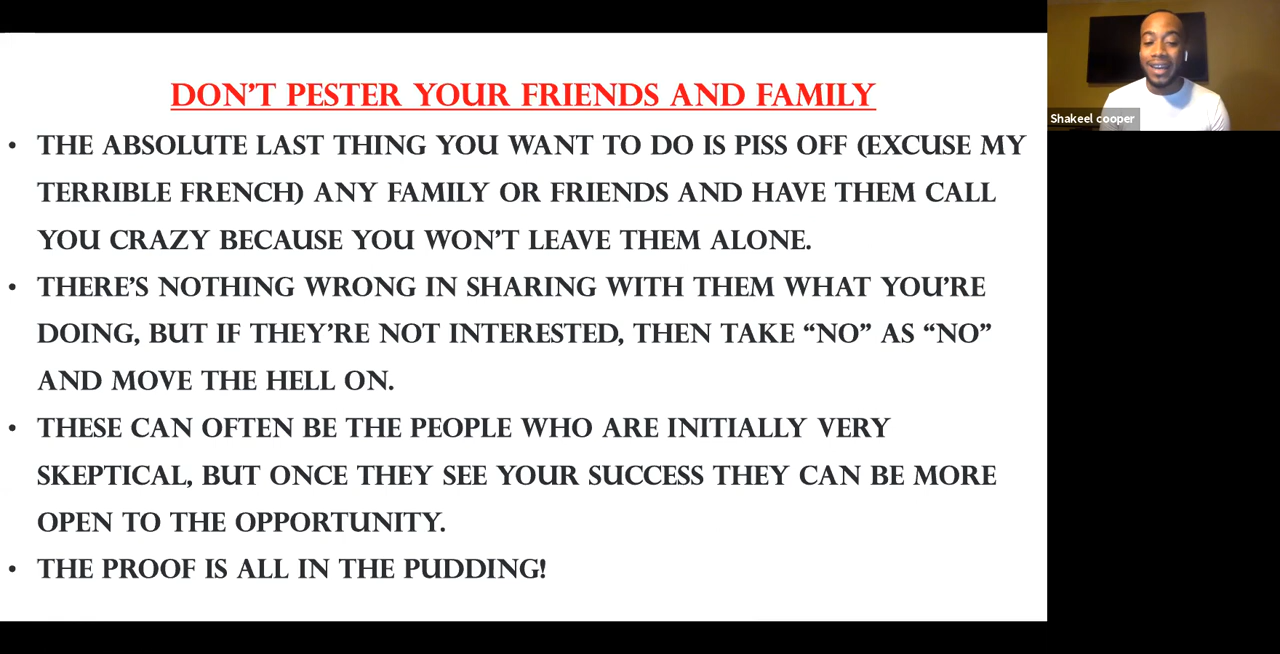 DON'T PESTER YOUR FRIENDS AND FAMILY
• THE ABSOLUTE LAST THING YOU WANT TO DO IS PISS OFF (EXCUSE MY
TERRIBLE FRENCH) ANY FAMILY OR FRIENDS AND HAVE THEM CALL
YOU CRAZY BECAUSE YOU WON'T LEAVE THEM ALONE.
• THERE'S NOTHING WRONG IN SHARING WITH THEM WHAT YOU'RE
DOING, BUT IF THEY'RE NOT INTERESTED, THEN TAKE “NO” AS “NO”
AND MOVE THE HELL ON.
• THESE CAN OFTEN BE THE PEOPLE WHO ARE INITIALLY VERY
SKEPTICAL, BUT ONCE THEY SEE YOUR SUCCESS THEY CAN BE MORE
OPEN TO THE OPPORTUNITY.
• THE PROOF IS ALL IN THE PUDDING!
Shakeel cooper